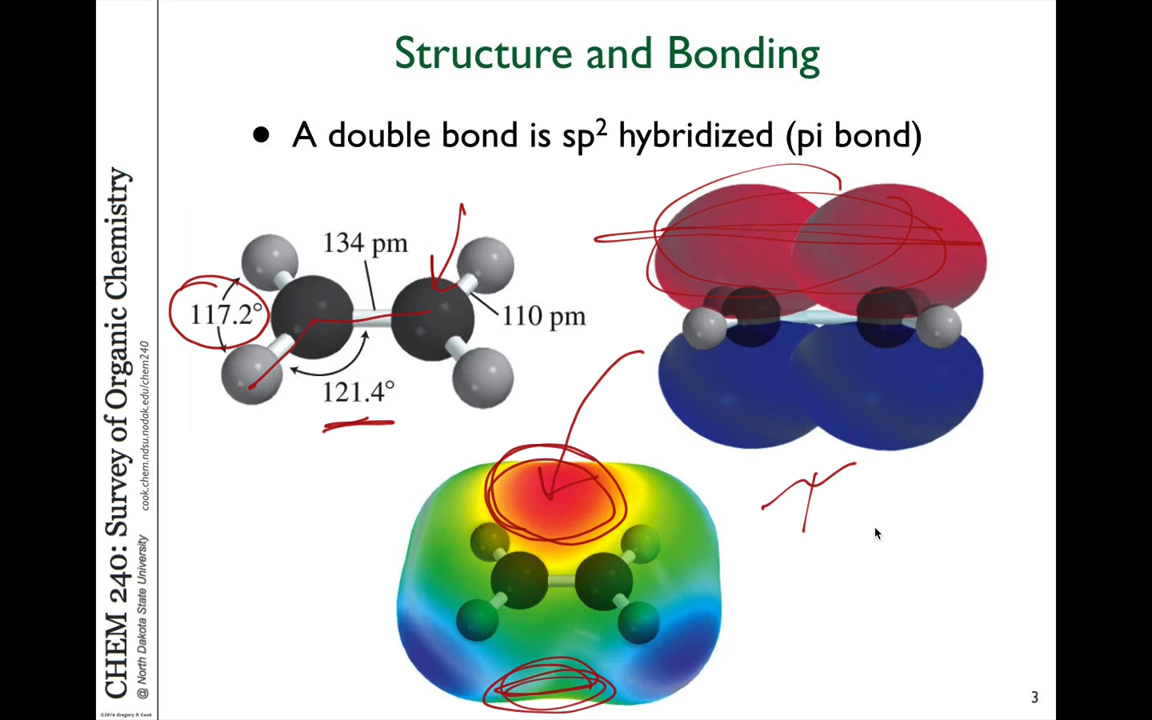 Structure and Bonding
• A double bond is sp² hybridized (pi bond)
134 pm
117.2°
110 pm
121.4°
CHEM 240: Survey of Organic Chemistry
@ North Dakota State University cook.chem.ndsu.nodak.edu/chem240
©2016 Gregory R Cook
3